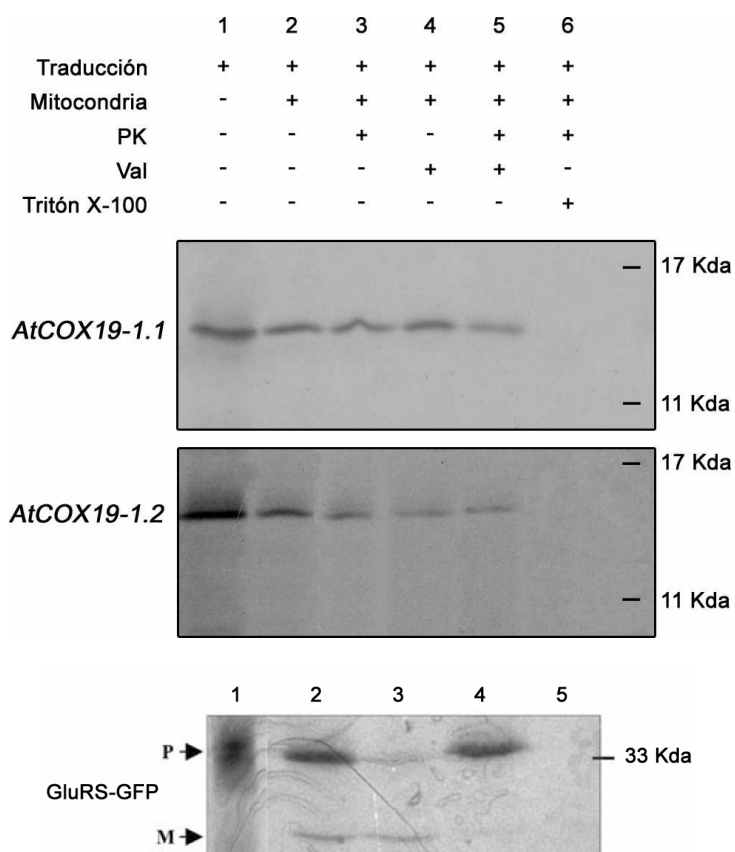 1 2 3 4 5 6
Traducción + + + + + +
Mitocondria - + + + + +
PK - - + - + +
Val - - - + + -
Tritón X-100 - - - - - +
17 Kda
AtCOX19-1.1
11 Kda
17 Kda
AtCOX19-1.2
11 Kda
1 2 3 4 5
P
33 Kda
GluRS-GFP
M